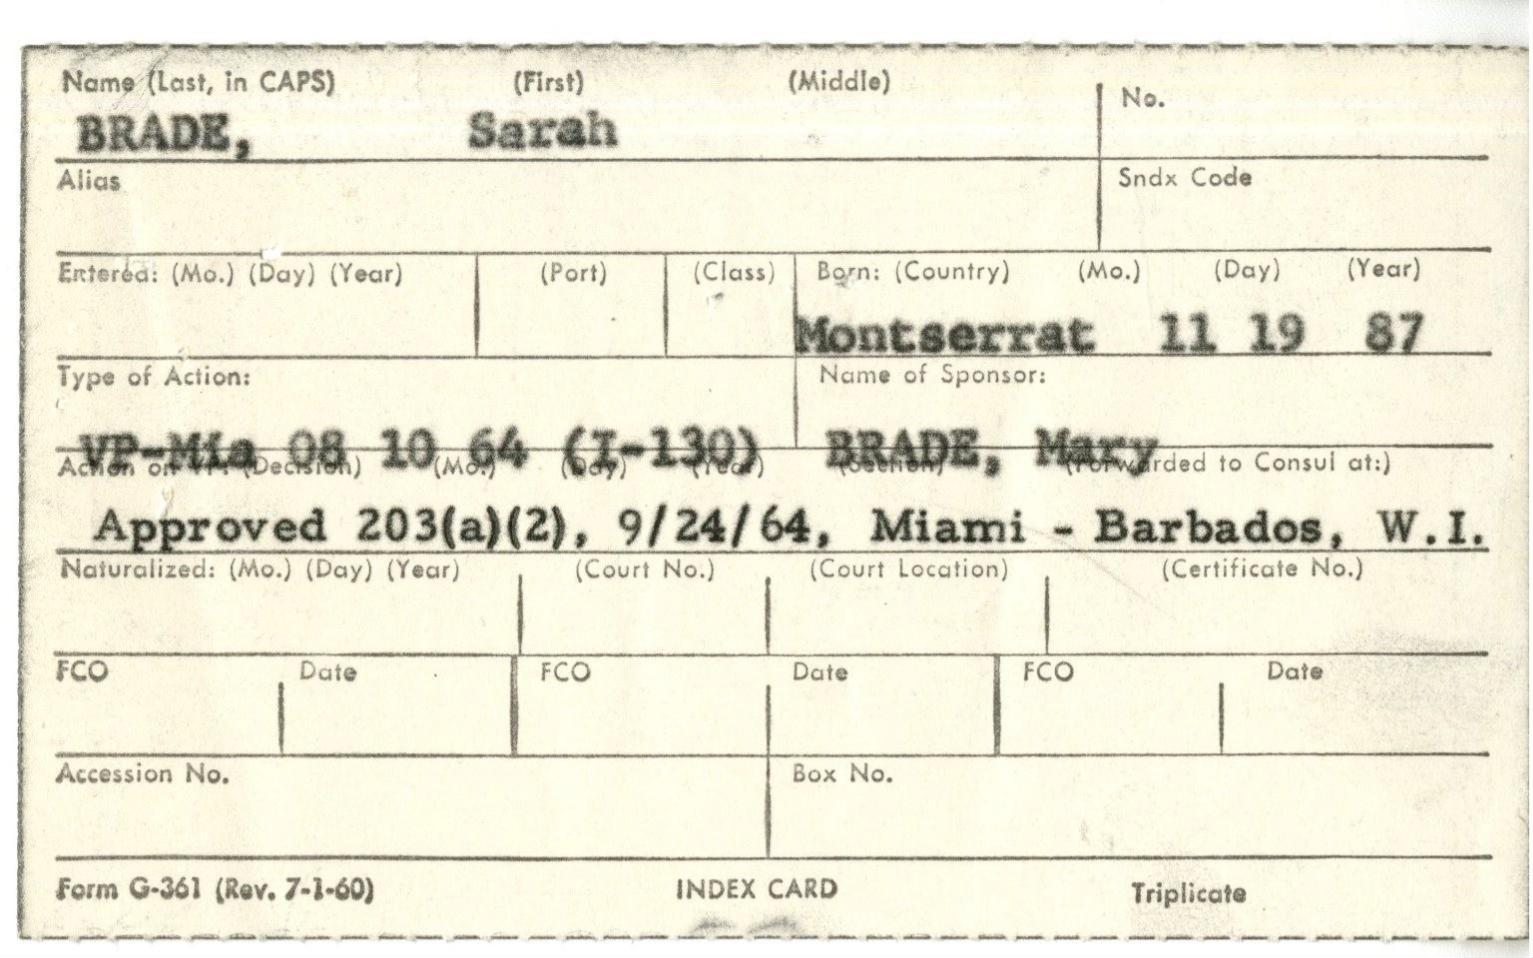 Name (Last, in CAPS) (First) (Middle) No.
BRADE, Sarah
Alias Sndx Code
Entered: (Mo.) (Day) (Year) (Port) (Class) Born: (Country) (Mo.) (Day) (Year)
Montserrat 11 19 87
Type of Action: Name of Sponsor:
VP-Mia 08 10 64 (I-130) BRADE, Mary
Action on VP: (Decision) (Mo.) (Day) (Year) (Section) (Forwarded to Consul at:)
Approved 203(a)(2), 9/24/64, Miami - Barbados, W.I.
Naturalized: (Mo.) (Day) (Year) (Court No.) (Court Location) (Certificate No.)
FCO Date FCO Date FCO Date
Accession No. Box No.
Form G-361 (Rev. 7-1-60) INDEX CARD Triplicate